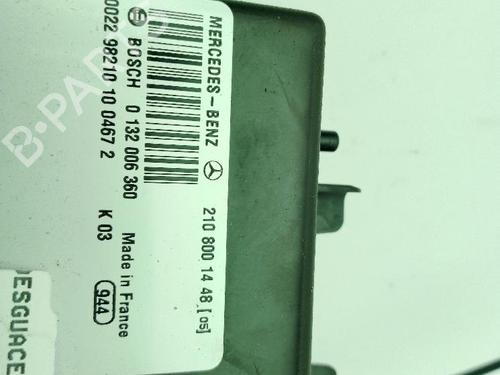 MERCEDES-BENZ 210 800 14 48.[05]
BOSCH 0 132 006 360 Made in France
0022 98210 10 0467 2 K 03 944
DESGUACE
B-PARTS